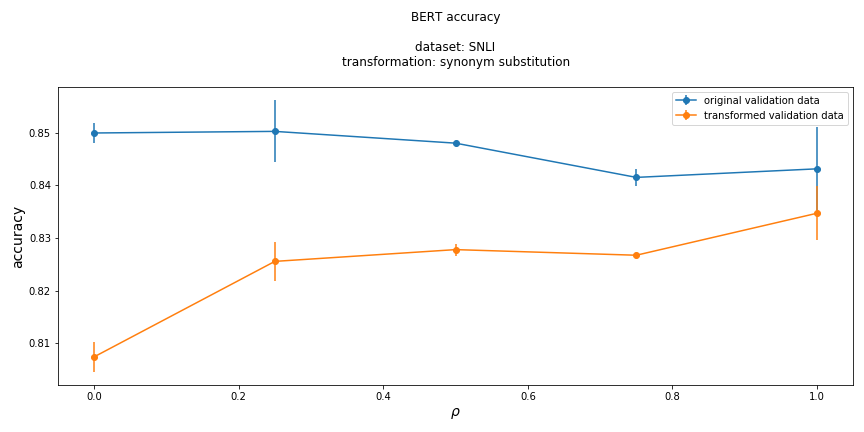 BERT accuracy
dataset: SNLI
transformation: synonym substitution
original validation data
transformed validation data
accuracy
0.85
0.84
0.83
0.82
0.81
0.0 0.2 0.4 0.6 0.8 1.0
ρ